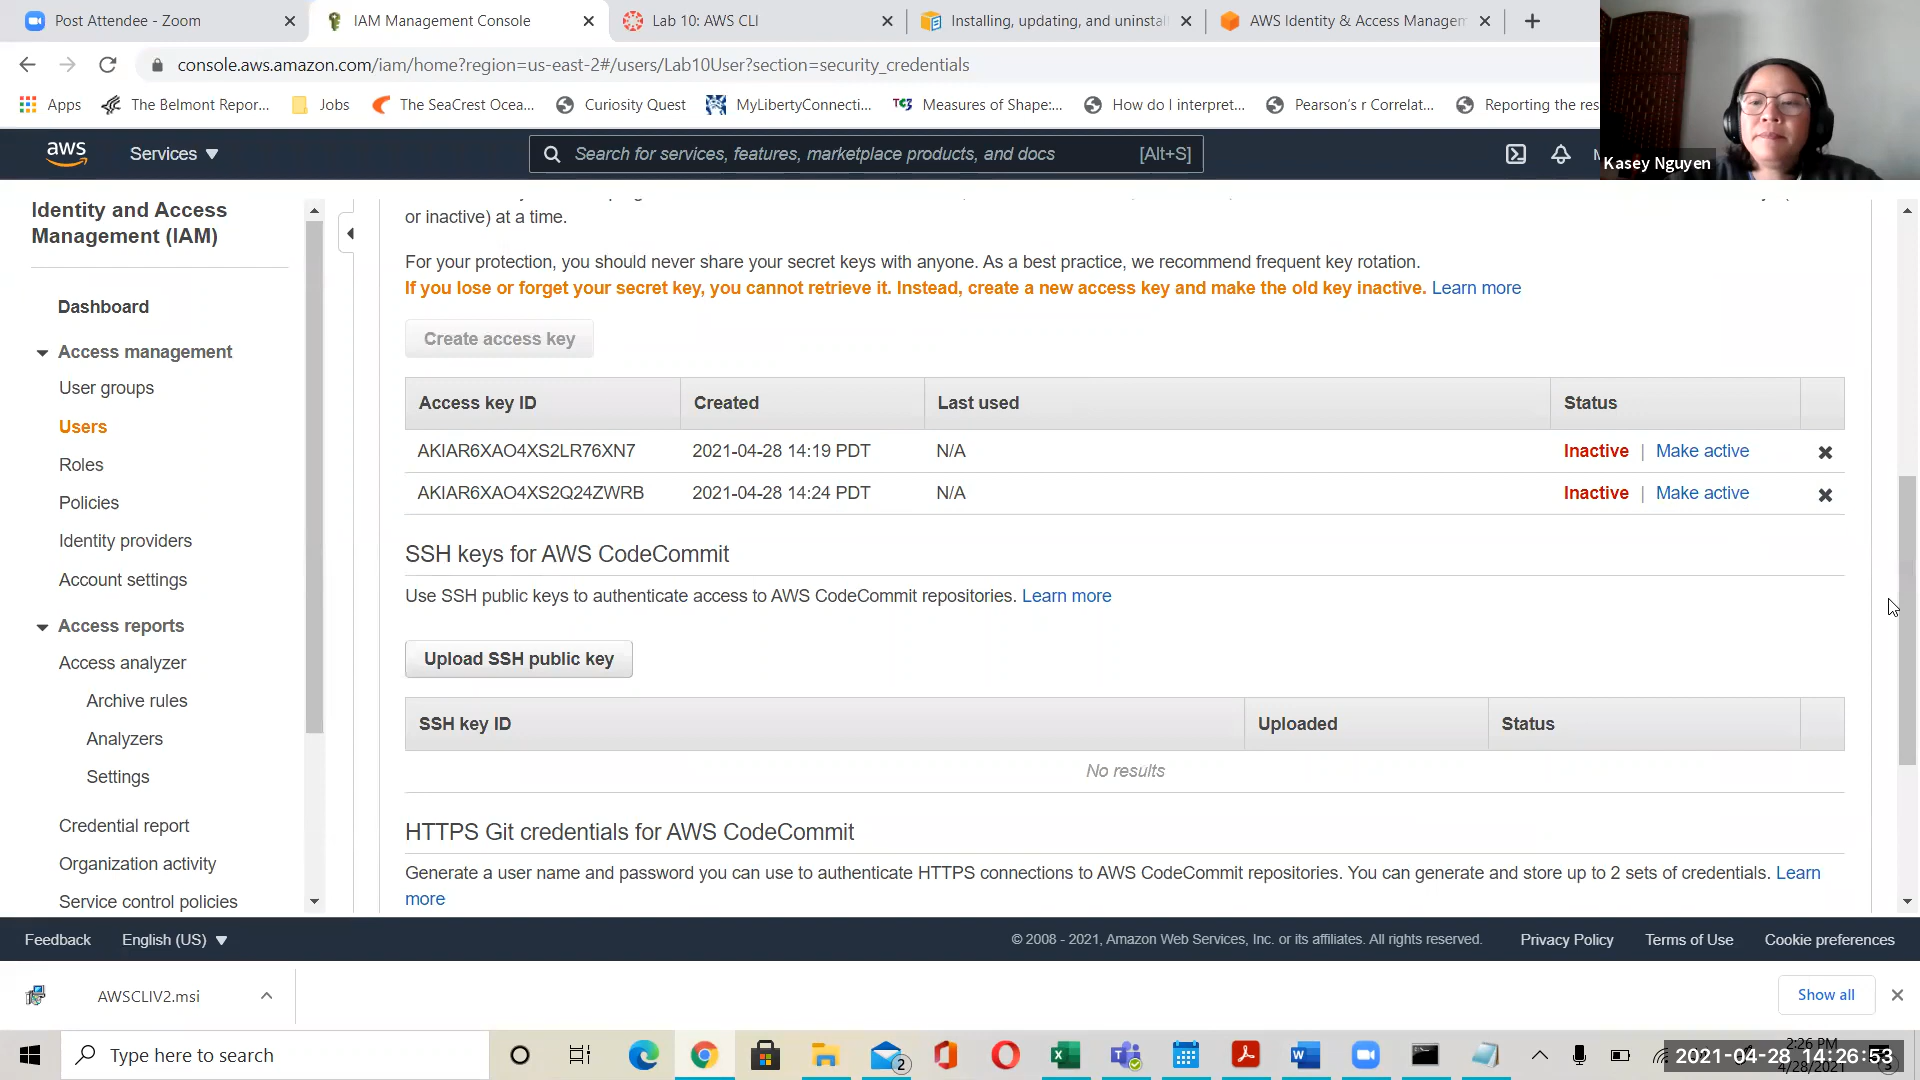 Post Attendee - Zoom
IAM Management Console
Lab 10: AWS CLI
Installing, updating, and uninstal
AWS Identity & Access Managem
console.aws.amazon.com/iam/home?region=us-east-2#/users/Lab10User?section=security_credentials
Apps
The Belmont Repor...
Jobs
The SeaCrest Ocea...
Curiosity Quest
MyLibertyConnecti...
TC3
Measures of Shape:...
How do I interpret...
Pearson's r Correlat...
Reporting the res
Kasey Nguyen
aws
Services
Search for services, features, marketplace products, and docs
[Alt+S]
Identity and Access
Management (IAM)
Dashboard
Access management
User groups
Users
Roles
Policies
Identity providers
Account settings
Access reports
Access analyzer
Archive rules
Analyzers
Settings
Credential report
Organization activity
Service control policies
or inactive) at a time.
For your protection, you should never share your secret keys with anyone. As a best practice, we recommend frequent key rotation.
If you lose or forget your secret key, you cannot retrieve it. Instead, create a new access key and make the old key inactive. Learn more
Create access key
Access key ID Created Last used Status
AKIAR6XAO4XS2LR76XN7 2021-04-28 14:19 PDT N/A Inactive | Make active
AKIAR6XAO4XS2Q24ZWRB 2021-04-28 14:24 PDT N/A Inactive | Make active
SSH keys for AWS CodeCommit
Use SSH public keys to authenticate access to AWS CodeCommit repositories. Learn more
Upload SSH public key
SSH key ID Uploaded Status
No results
HTTPS Git credentials for AWS CodeCommit
Generate a user name and password you can use to authenticate HTTPS connections to AWS CodeCommit repositories. You can generate and store up to 2 sets of credentials. Learn
more
Feedback
English (US)
© 2008 - 2021, Amazon Web Services, Inc. or its affiliates. All rights reserved.
Privacy Policy
Terms of Use
Cookie preferences
AWSCLIV2.msi
Show all
Type here to search
2
2:26 PM
2021-04-28 14:26:53
4/28/2021